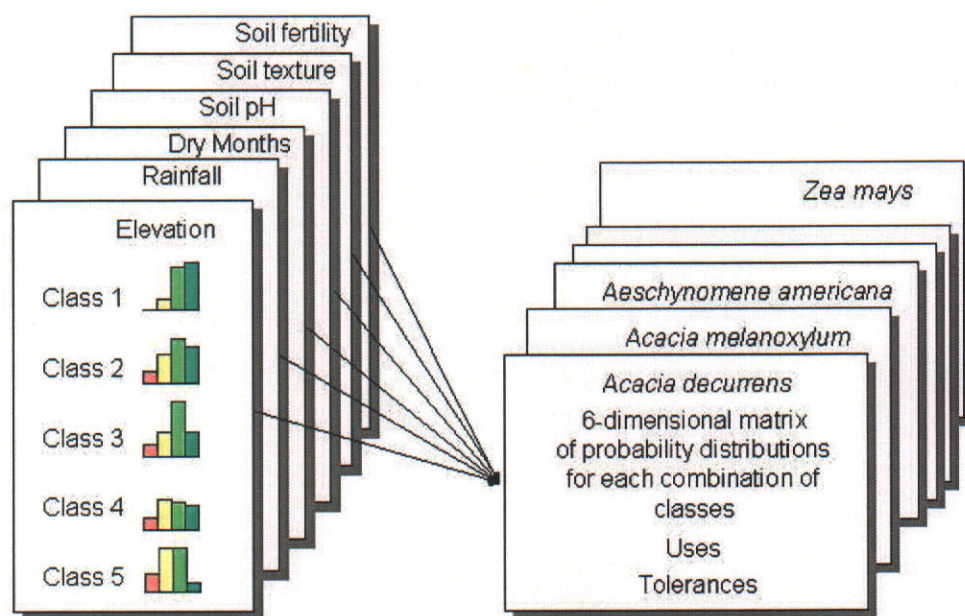 Soil fertility
Soil texture
Soil pH
Dry Months
Rainfall
Elevation
Class 1
Class 2
Class 3
Class 4
Class 5
Zea mays
Aeschynomene americana
Acacia melanoxylum
Acacia decurrens
6-dimensional matrix
of probability distributions
for each combination of
classes
Uses
Tolerances